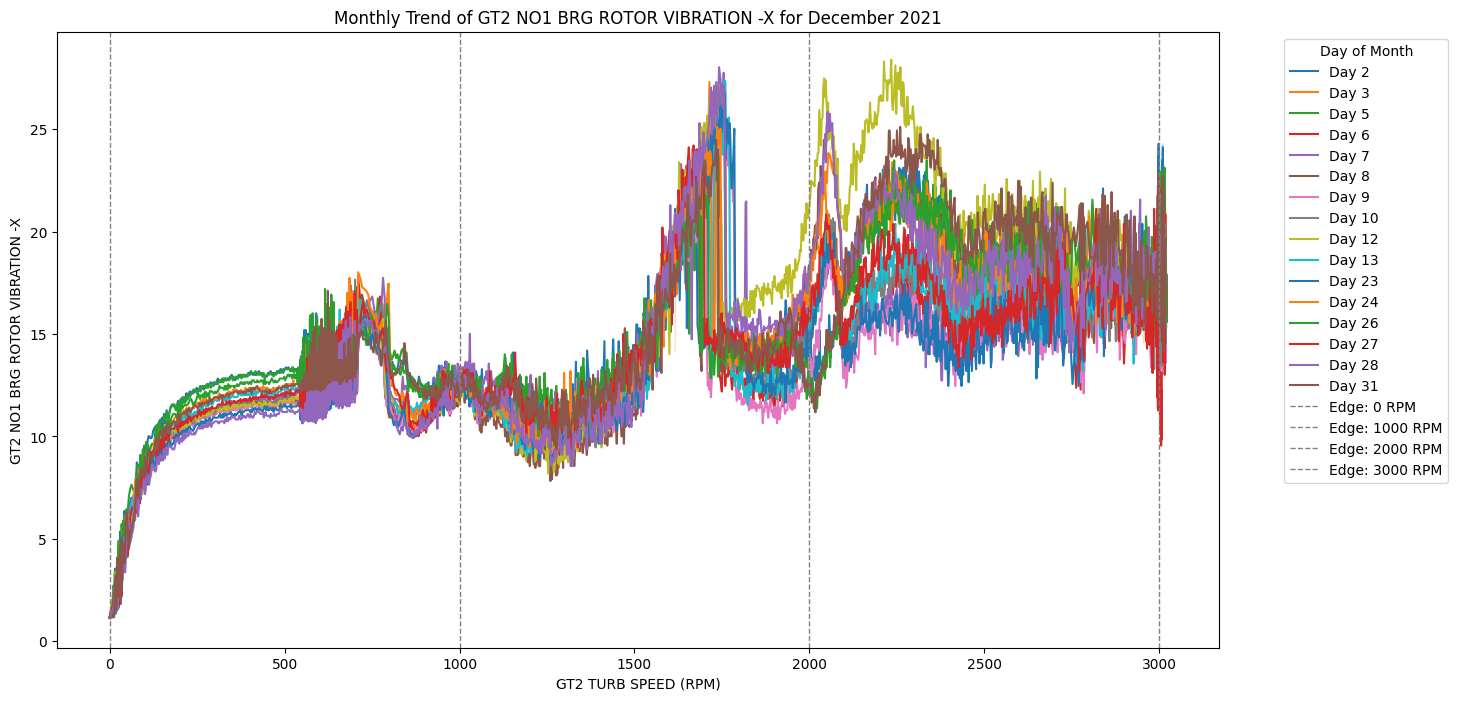 Monthly Trend of GT2 NO1 BRG ROTOR VIBRATION -X for December 2021
GT2 NO1 BRG ROTOR VIBRATION -X
25
20
15
10
5
0
0
500
1000
1500
2000
2500
3000
GT2 TURB SPEED (RPM)
Day of Month
Day 2
Day 3
Day 5
Day 6
Day 7
Day 8
Day 9
Day 10
Day 12
Day 13
Day 23
Day 24
Day 26
Day 27
Day 28
Day 31
Edge: 0 RPM
Edge: 1000 RPM
Edge: 2000 RPM
Edge: 3000 RPM